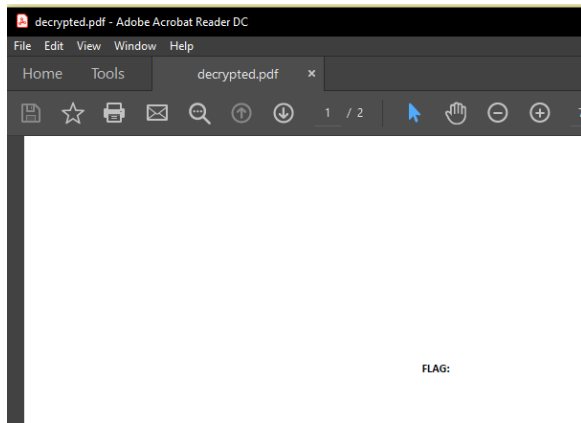 decrypted.pdf - Adobe Acrobat Reader DC
File Edit View Window Help
Home Tools decrypted.pdf ×
1 / 2
FLAG: